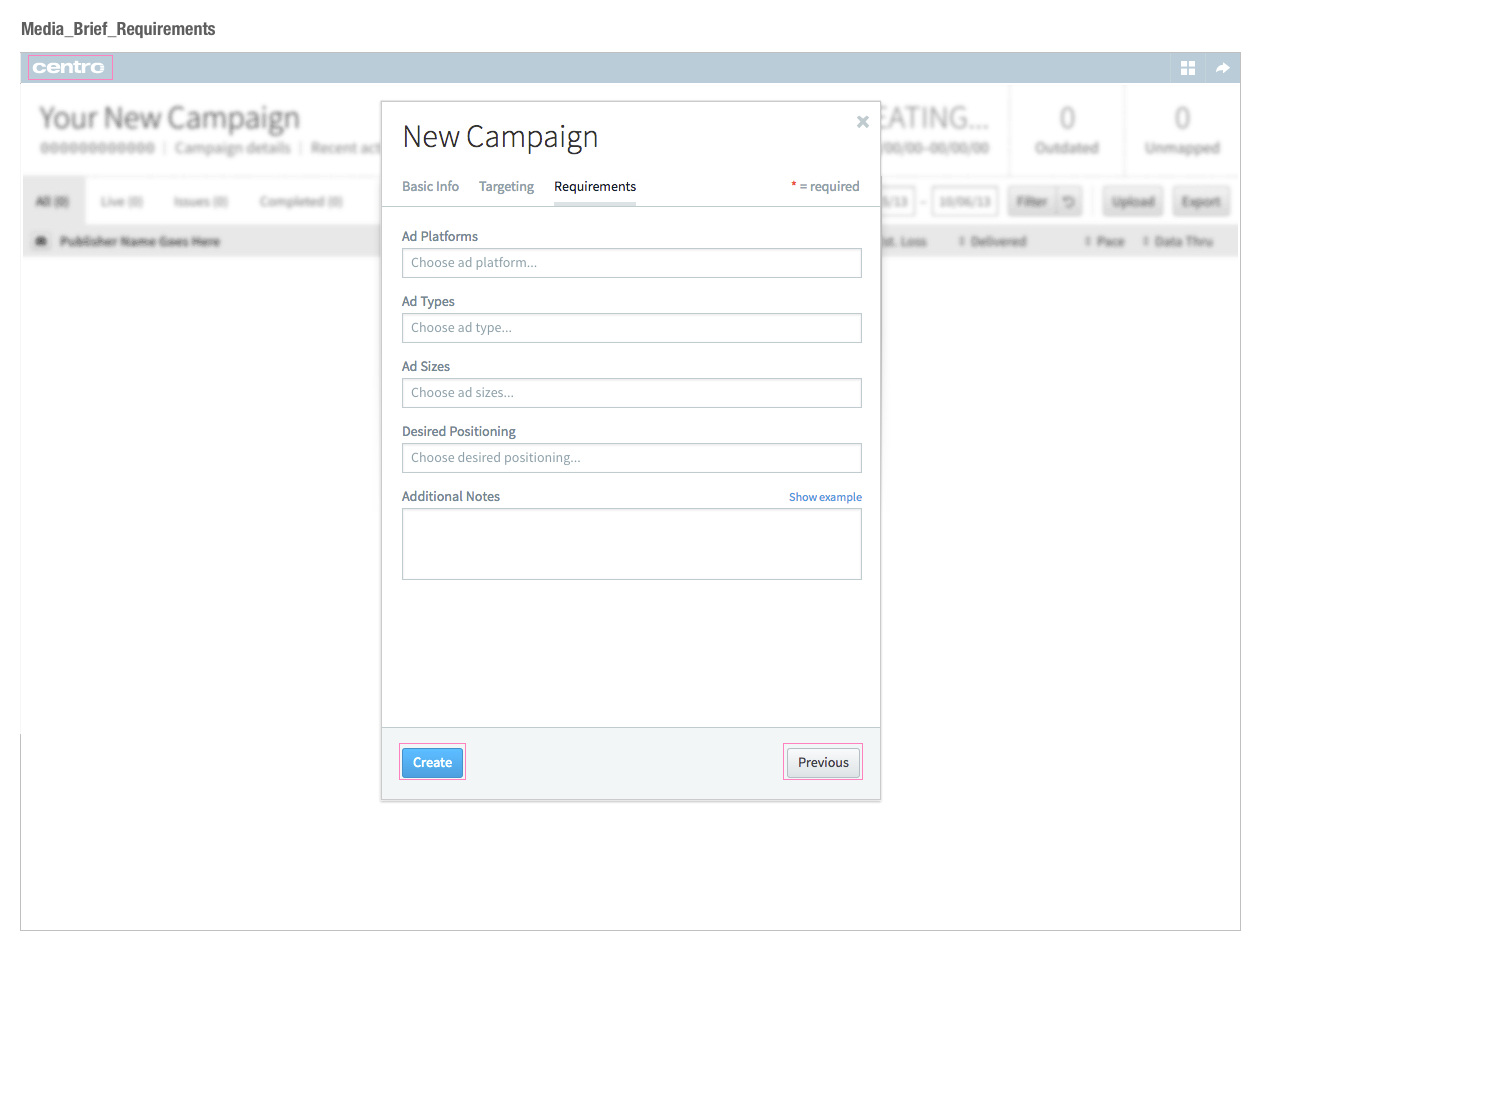 Media_Brief_Requirements
centro
Your New Campaign
000000000000 | Campaign details | Recent act
EATING...
/00/00–00/00/00
0
Outdated
0
Unmapped
New Campaign
Basic Info Targeting Requirements * = required
All (0) Live (0) Issues (0) Completed (0)
/13 - 10/06/13 Filter Upload Export
Publisher Name Goes Here
st. Loss Delivered Pace Data Thru
Ad Platforms
Choose ad platform...
Ad Types
Choose ad type...
Ad Sizes
Choose ad sizes...
Desired Positioning
Choose desired positioning...
Additional Notes Show example
Create Previous